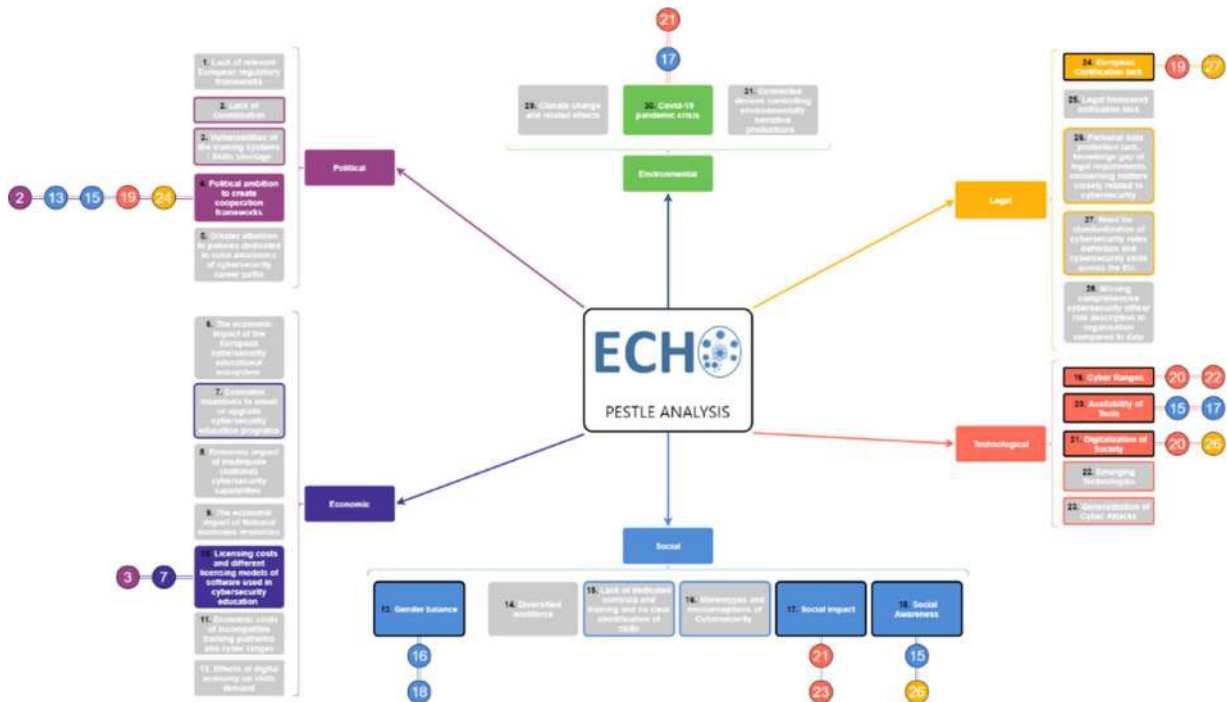 21
17
1. Lack of relevant
European regulatory
frameworks
2. Lack of
Coordination
3. Vulnerabilities of
the training systems
/ Skills shortage
4. Political ambition
to create
cooperation
frameworks
5. Greater attention
to policies dedicated
to raise awareness
of cybersecurity
career paths
Political
2
13
15
19
24
29. Climate change
and related effects
30. Covid-19
pandemic crisis
31. Connected
devices controlling
environmentally
sensitive productions
Environmental
24. European
Certification lack
19
27
25. Legal framework
unification lack
26. Personal data
protection lack,
knowledge gap of
legal requirements
concerning matters
closely related to
cybersecurity
27. Need for
standardization of
cybersecurity roles
definition and
cybersecurity skills
across the EU.
28. Missing
comprehensive
cybersecurity officer
role description in
organisation
compared to data
Legal
ECHO
PESTLE ANALYSIS
6. The economic
impact of the
European
cybersecurity
educational
ecosystem
7. Economic
incentives to enroll
or upgrade
cybersecurity
education programs
8. Economic impact
of inadequate
(national)
cybersecurity
capabilities
9. The economic
impact of National
economic resources
10. Licensing costs
and different
licensing models of
software used in
cybersecurity
education
11. Economic costs
of incompatible
training platforms
and cyber ranges
12. Effects of digital
economy on skills
demand
Economic
3
7
19. Cyber Ranges
20
22
20. Availability of
Tools
15
17
21. Digitalization of
Society
20
26
22. Emerging
Technologies
23.
of
Cyber Attacks
Technological
Social
13. Gender balance
14. Diversified
workforce
15. Lack of dedicated
curricula and
training and no clear
identification of
skills
16. Stereotypes and
misconceptions of
Cybersecurity
17. Social impact
18. Social
Awareness
16
18
21
23
15
26